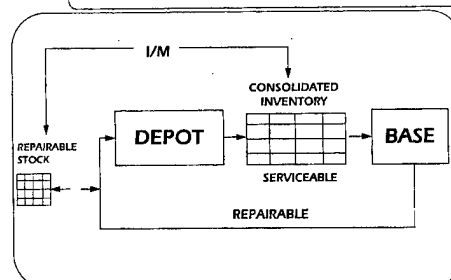 I/M
CONSOLIDATED
INVENTORY
DEPOT
BASE
REPAIRABLE
STOCK
SERVICEABLE
REPAIRABLE